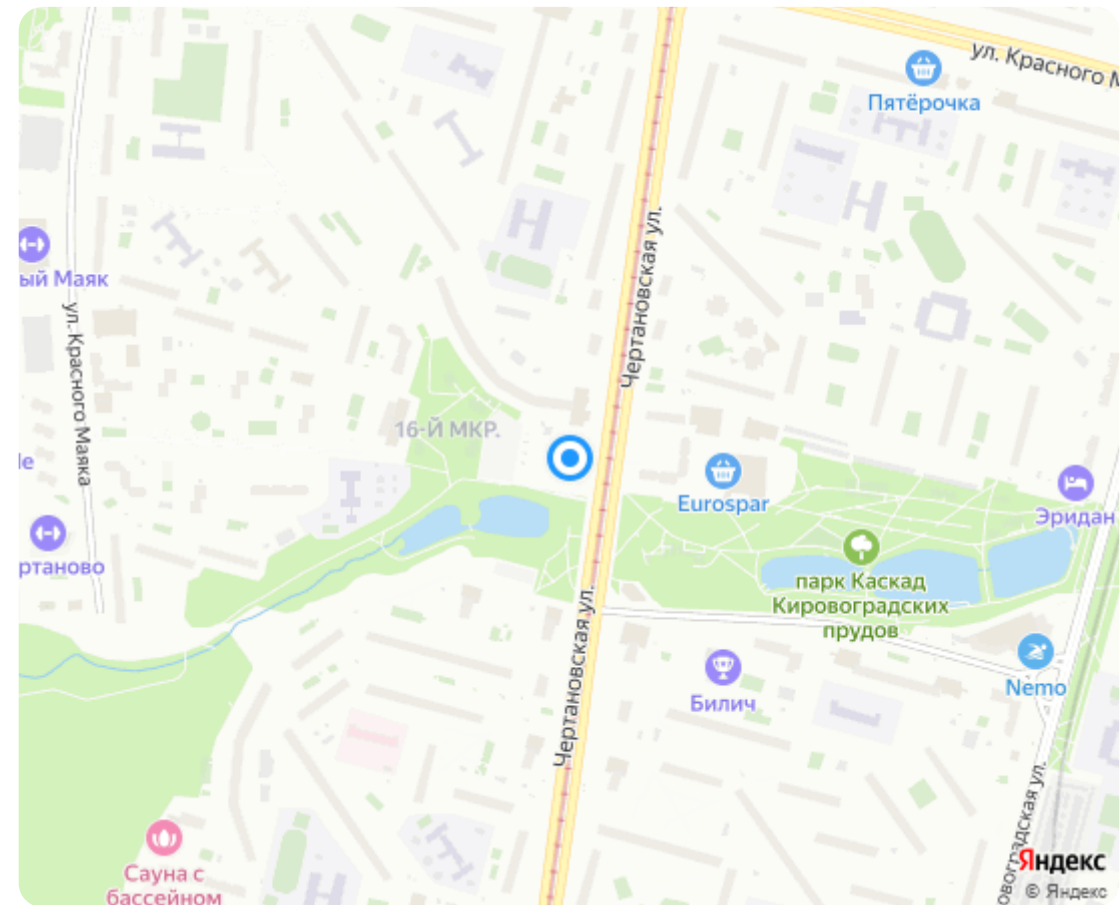 ул. Красного М
Пятёрочка
Чертановская ул.
ый Маяк
ул. Красного Маяка
16-Й МКР.
Eurospar
Эридан
ртаново
парк Каскад
Кировоградских
прудов
Чертановская ул.
Билич
Nemo
овоградская ул.
Сауна с
бассейном
Яндекс
© Яндекс